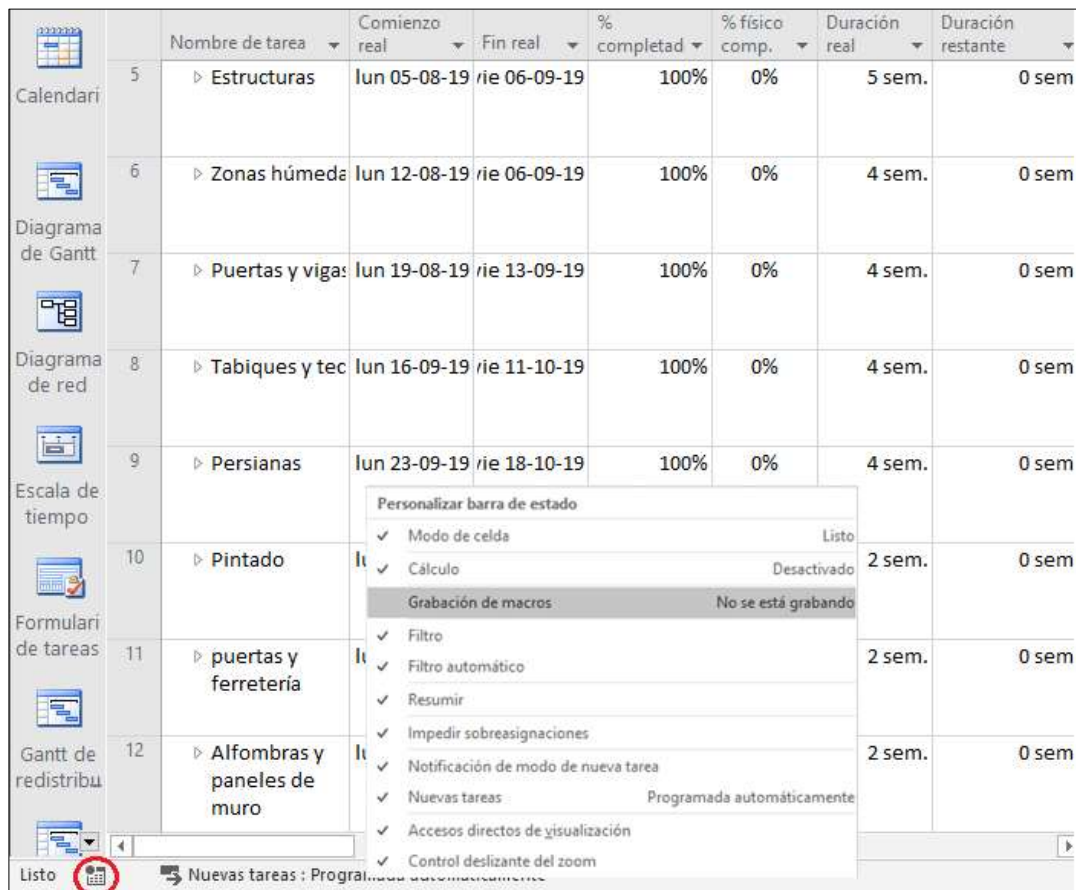 Nombre de tarea
Comienzo real
Fin real
% completad
% físico comp.
Duración real
Duración restante
Calendari
Diagrama de Gantt
Diagrama de red
Escala de tiempo
Formulari de tareas
Gantt de redistribu
5 Estructuras lun 05-08-19 vie 06-09-19 100% 0% 5 sem. 0 sem
6 Zonas húmeda lun 12-08-19 vie 06-09-19 100% 0% 4 sem. 0 sem
7 Puertas y vigas lun 19-08-19 vie 13-09-19 100% 0% 4 sem. 0 sem
8 Tabiques y tec lun 16-09-19 vie 11-10-19 100% 0% 4 sem. 0 sem
9 Persianas lun 23-09-19 vie 18-10-19 100% 0% 4 sem. 0 sem
10 Pintado lu 2 sem. 0 sem
11 puertas y ferretería lu 2 sem. 0 sem
12 Alfombras y paneles de muro lu 2 sem. 0 sem
Personalizar barra de estado
Modo de celda Listo
Cálculo Desactivado
Grabación de macros No se está grabando
Filtro
Filtro automático
Resumir
Impedir sobreasignaciones
Notificación de modo de nueva tarea
Nuevas tareas Programada automáticamente
Accesos directos de visualización
Control deslizante del zoom
Listo
Nuevas tareas : Programada automáticamente